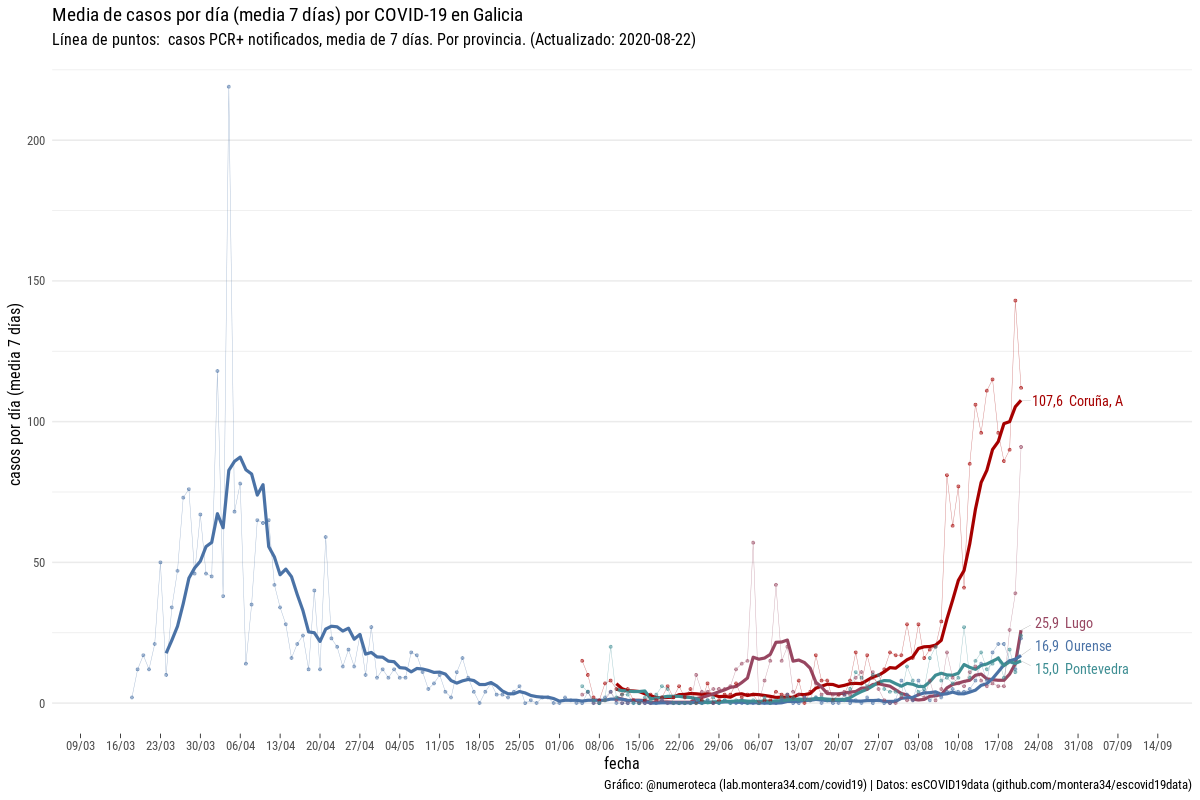 Media de casos por día (media 7 días) por COVID-19 en Galicia
Línea de puntos:  casos PCR+ notificados, media de 7 días. Por provincia. (Actualizado: 2020-08-22)
casos por día (media 7 días)
200
150
100
50
0
107,6 Coruña, A
25,9 Lugo
16,9 Ourense
15,0 Pontevedra
09/03 16/03 23/03 30/03 06/04 13/04 20/04 27/04 04/05 11/05 18/05 25/05 01/06 08/06 15/06 22/06 29/06 06/07 13/07 20/07 27/07 03/08 10/08 17/08 24/08 31/08 07/09 14/09
fecha
Gráfico: @numeroteca (lab.montera34.com/covid19) | Datos: esCOVID19data (github.com/montera34/escovid19data)